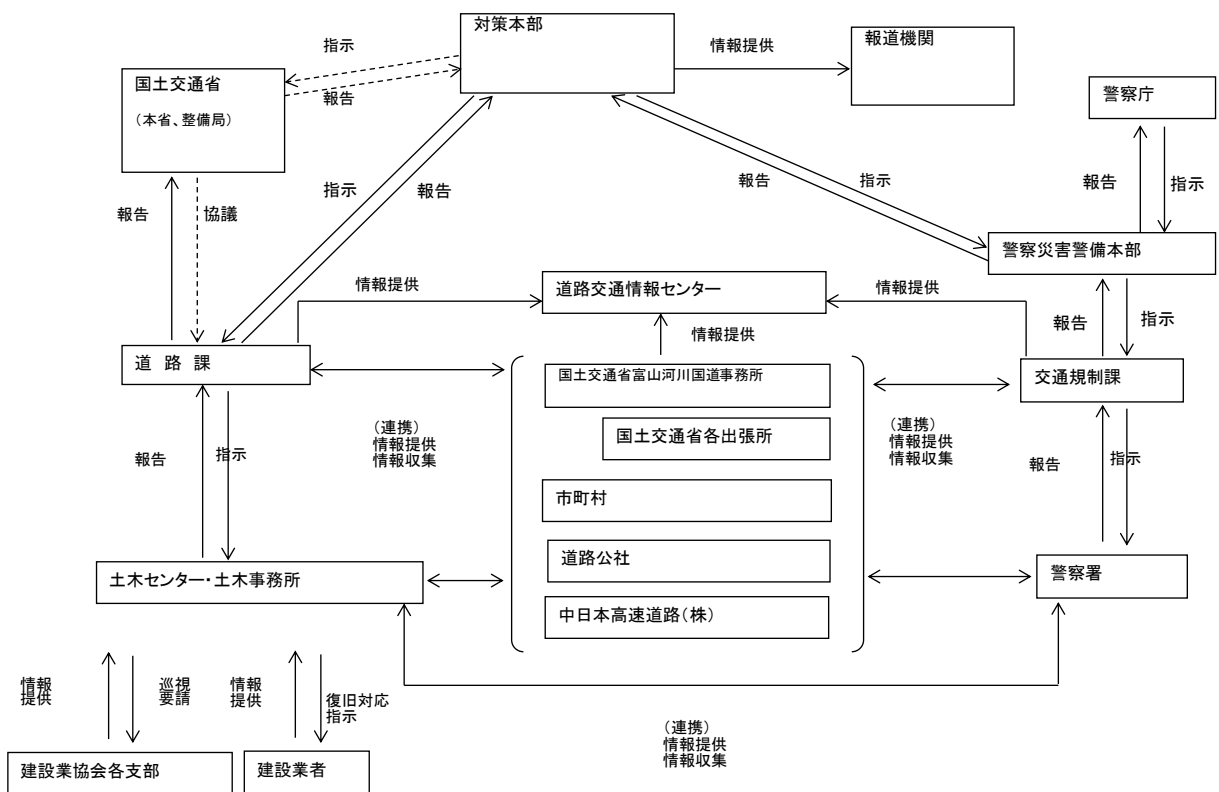 対策本部
報道機関
情報提供
指示
報告
国土交通省
(本省、整備局)
警察庁
報告
指示
指示
報告
報告
指示
報告
協議
警察災害警備本部
情報提供
道路交通情報センター
情報提供
報告
指示
情報提供
道 路 課
国土交通省富山河川国道事務所
交通規制課
国土交通省各出張所
(連携)
情報提供
情報収集
(連携)
情報提供
情報収集
報告
指示
報告
指示
市町村
道路公社
土木センター・土木事務所
警察署
中日本高速道路(株)
情報
提供
巡視
要請
情報
提供
復旧対応
指示
(連携)
情報提供
情報収集
建設業協会各支部
建設業者